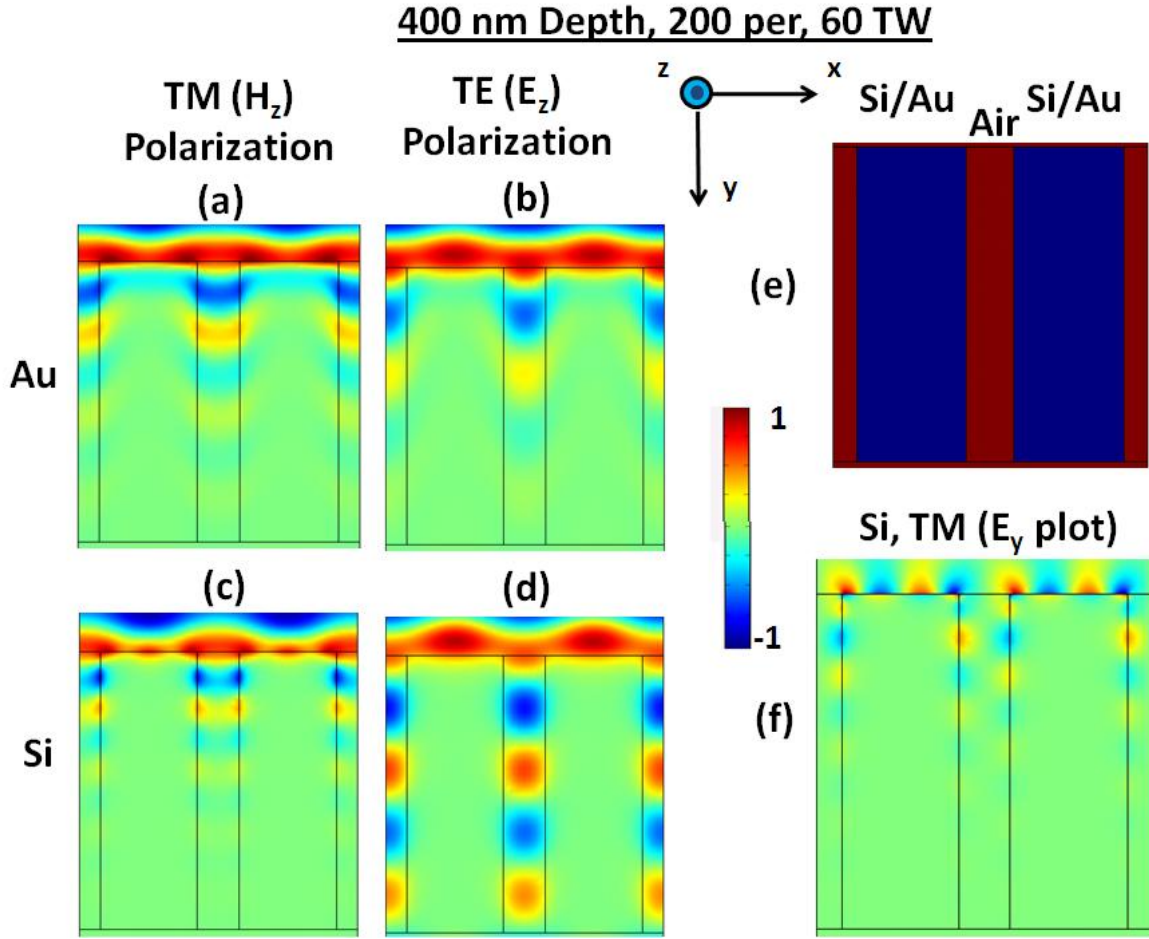 400 nm Depth, 200 per, 60 TW
TM (Hz)
Polarization
(a)
TE (Ez)
Polarization
(b)
z
x
y
Si/Au
Air
Si/Au
(e)
Au
1
-1
(c)
(d)
Si
Si, TM (Ey plot)
(f)